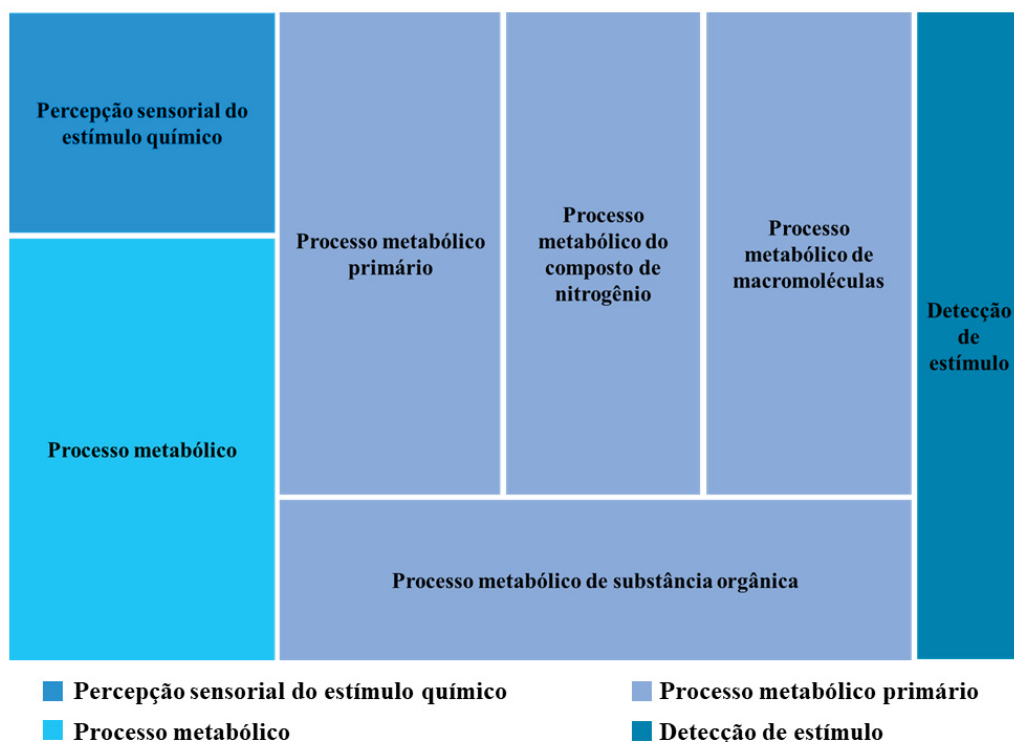 Percepção sensorial do
estímulo químico
Processo metabólico
Processo metabólico
primário
Processo
metabólico do
composto de
nitrogênio
Processo
metabólico de
macromoléculas
Processo metabólico de substância orgânica
Detecção
de
estímulo
Percepção sensorial do estímulo químico
Processo metabólico primário
Processo metabólico
Detecção de estímulo